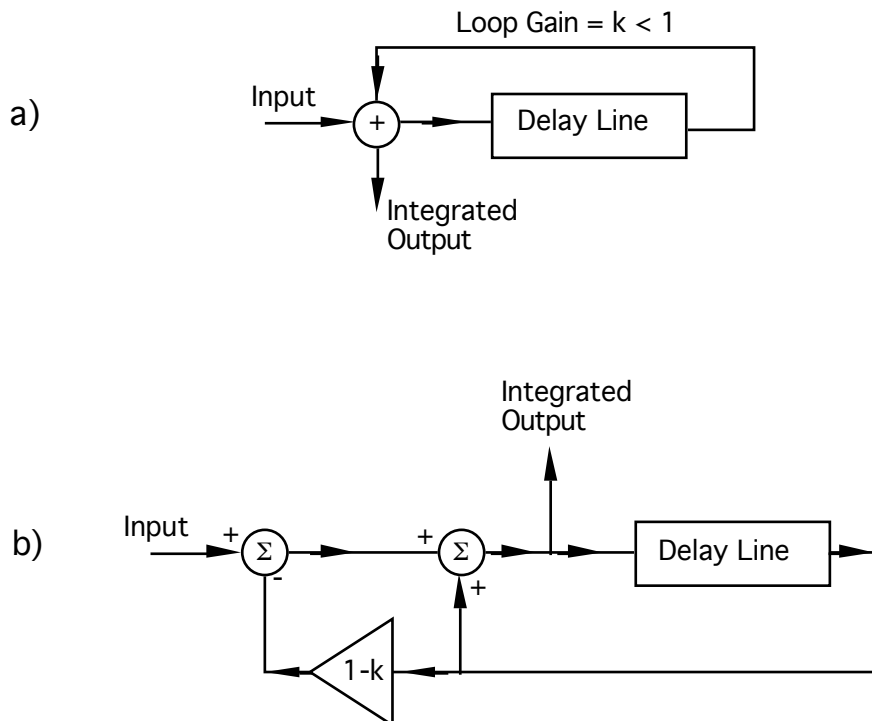 Loop Gain = k < 1
Input
a)
+
Delay Line
Integrated
Output
Integrated
Output
b)
Input
+
Σ
-
+
Σ
+
Delay Line
1-k